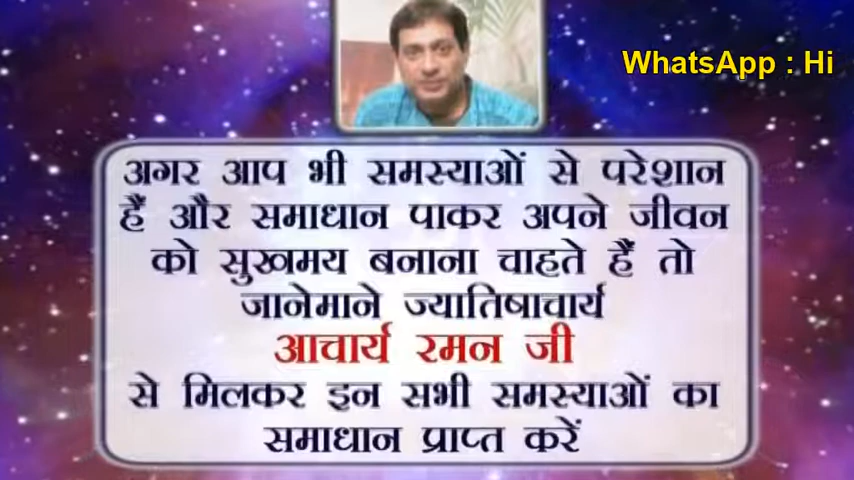 WhatsApp : Hi
अगर आप भी समस्याओं से परेशान
हैं और समाधान पाकर अपने जीवन
को सुखमय बनाना चाहते हैं तो
जानेमाने ज्यातिषाचार्य
आचार्य रमन जी
से मिलकर इन सभी समस्याओं का
समाधान प्राप्त करें